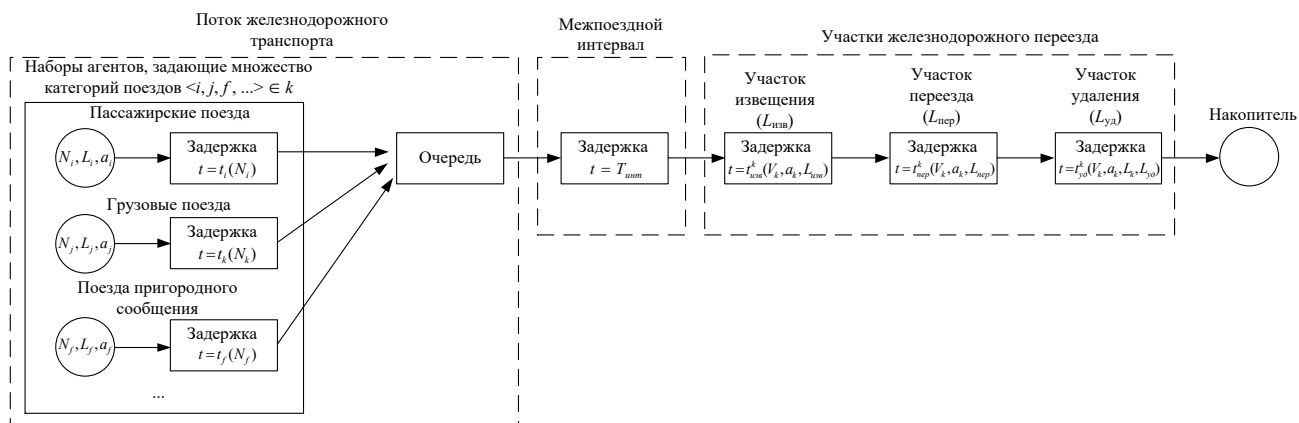 Поток железнодорожного
транспорта
Наборы агентов, задающие множество
категорий поездов <i, j, f , ...> ∈ k
Пассажирские поезда
N_i, L_i, a_i
Задержка
t = t_i(N_i)
Грузовые поезда
N_j, L_j, a_j
Задержка
t = t_k(N_k)
Поезда пригородного
сообщения
N_f, L_f, a_f
Задержка
t = t_f(N_f)
...
Очередь
Межпоездной
интервал
Задержка
t = T_инт
Участки железнодорожного переезда
Участок
извещения
(L_изв)
Задержка
t = t^k_изв(V_k, a_k, L_изв)
Участок
переезда
(L_пер)
Задержка
t = t^k_пер(V_k, a_k, L_пер)
Участок
удаления
(L_уд)
Задержка
t = t^k_уд(V_k, a_k, L_k, L_уд)
Накопитель